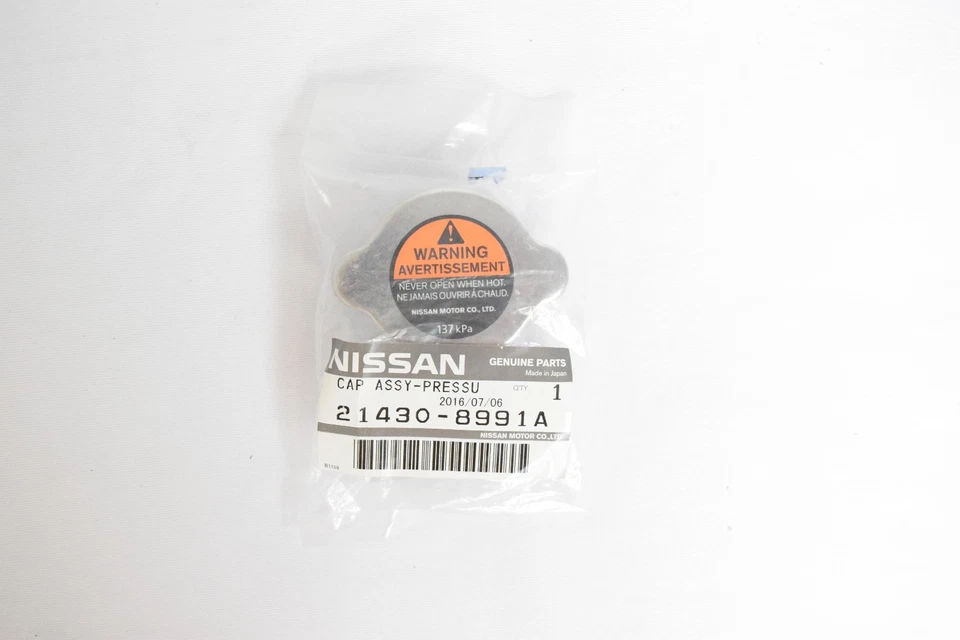 WARNING
AVERTISSEMENT
NEVER OPEN WHEN HOT.
NE JAMAIS OUVRIR À CHAUD.
NISSAN MOTOR CO., LTD.
137 kPa
NISSAN GENUINE PARTS
Made in Japan
CAP ASSY-PRESSU QTY 1
2016/07/06
21430-8991A
NISSAN MOTOR CO.,LTD.